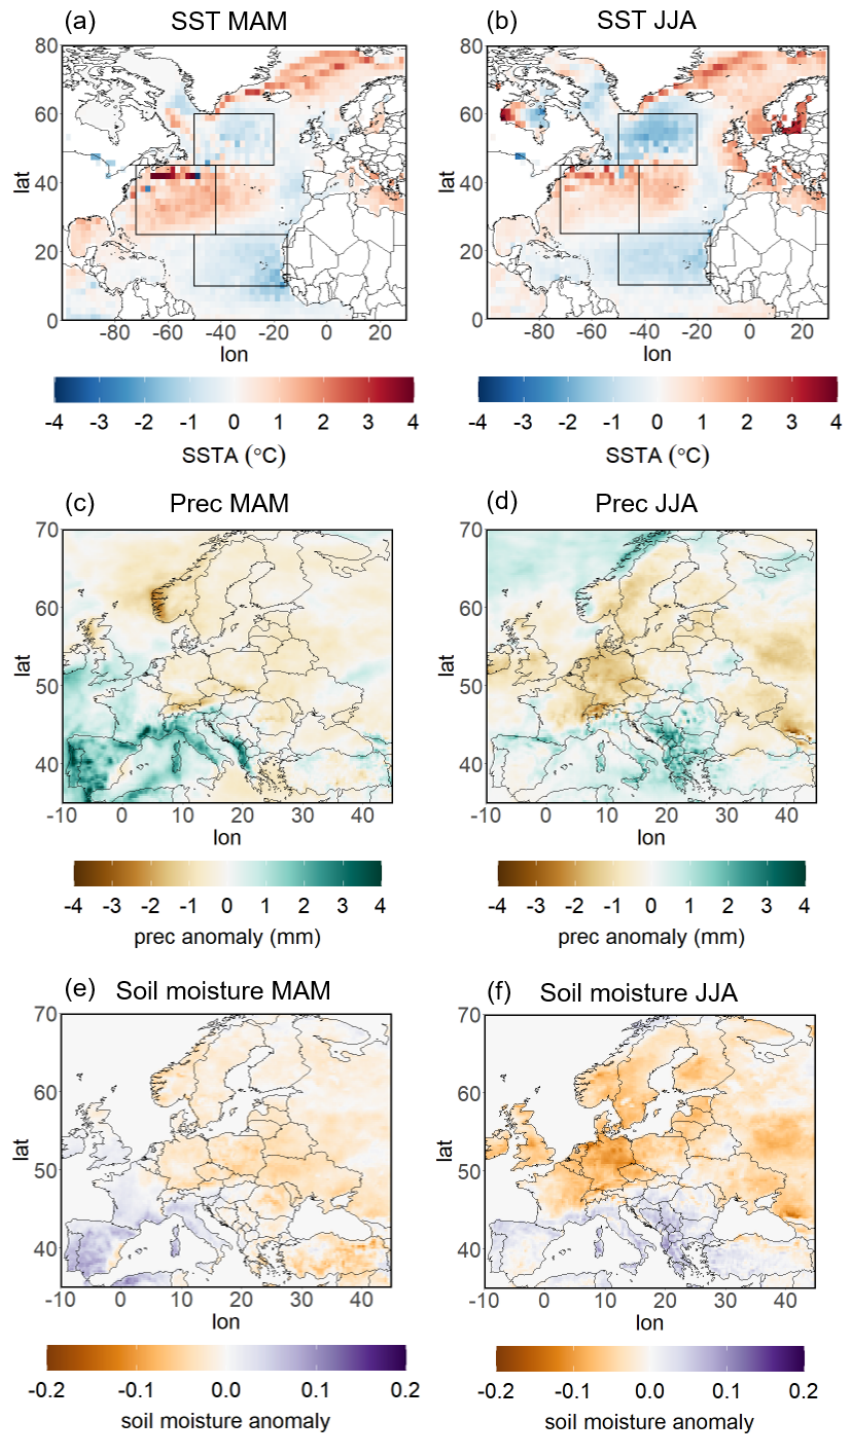 (a) SST MAM
(b) SST JJA
80
60
40
20
0
lat
-80 -60 -40 -20 0 20
lon
80
60
40
20
0
lat
-80 -60 -40 -20 0 20
lon
-4 -3 -2 -1 0 1 2 3 4
SSTA (°C)
-4 -3 -2 -1 0 1 2 3 4
SSTA (°C)
(c) Prec MAM
(d) Prec JJA
70
60
50
40
lat
-10 0 10 20 30 40
lon
70
60
50
40
lat
-10 0 10 20 30 40
lon
-4 -3 -2 -1 0 1 2 3 4
prec anomaly (mm)
-4 -3 -2 -1 0 1 2 3 4
prec anomaly (mm)
(e) Soil moisture MAM
(f) Soil moisture JJA
70
60
50
40
lat
-10 0 10 20 30 40
lon
70
60
50
40
lat
-10 0 10 20 30 40
lon
-0.2 -0.1 0.0 0.1 0.2
soil moisture anomaly
-0.2 -0.1 0.0 0.1 0.2
soil moisture anomaly